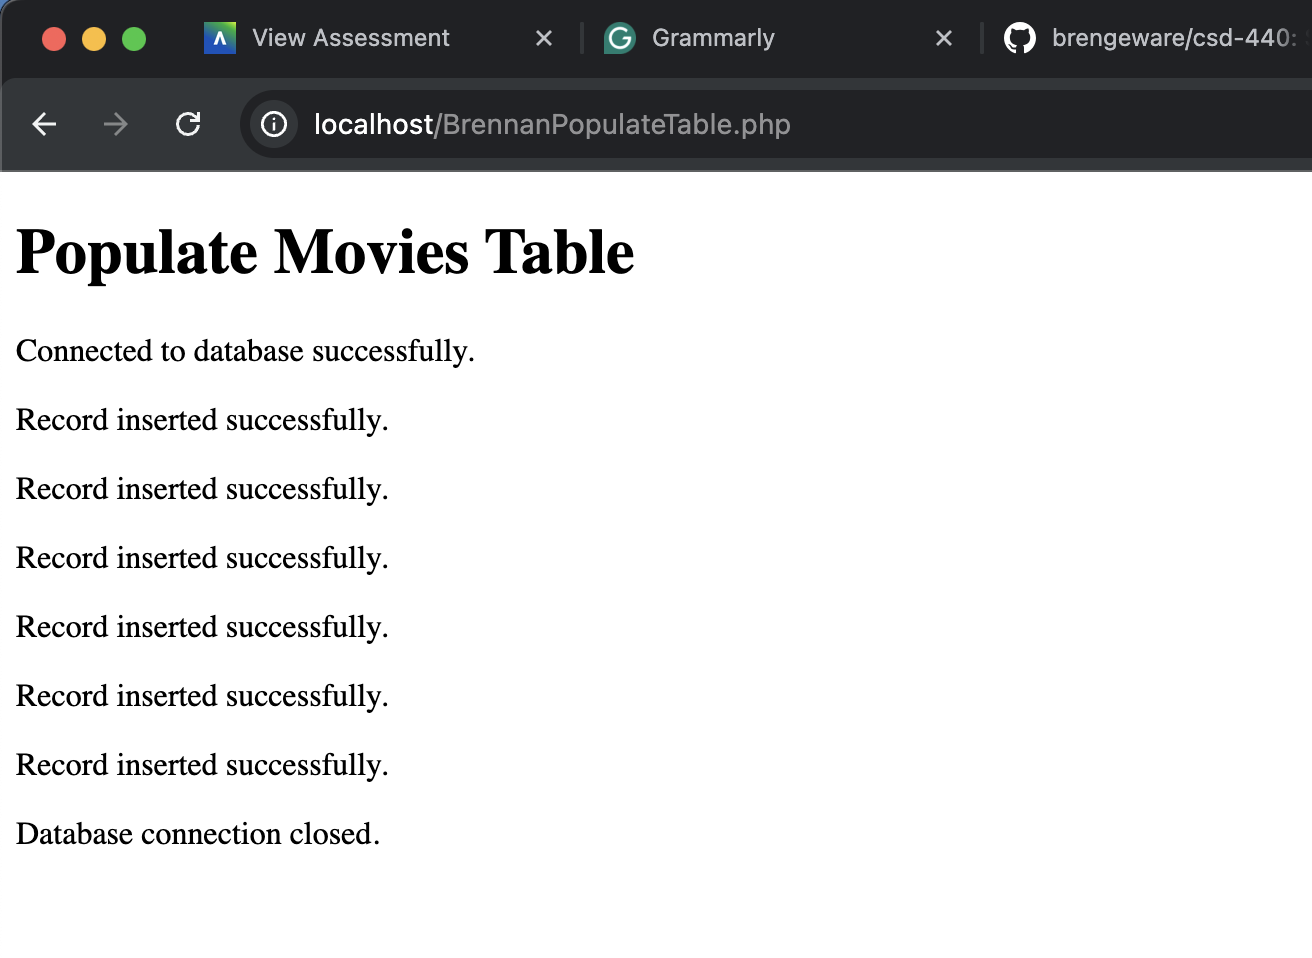 View Assessment
Grammarly
brengeware/csd-440:
localhost/BrennanPopulateTable.php
Populate Movies Table
Connected to database successfully.
Record inserted successfully.
Record inserted successfully.
Record inserted successfully.
Record inserted successfully.
Record inserted successfully.
Record inserted successfully.
Database connection closed.